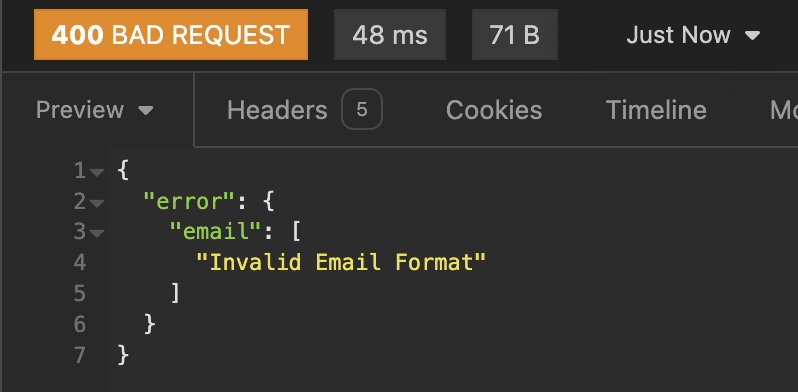 400 BAD REQUEST 48 ms 71 B Just Now
Preview Headers 5 Cookies Timeline
1 {
2 "error": {
3 "email": [
4 "Invalid Email Format"
5 ]
6 }
7 }